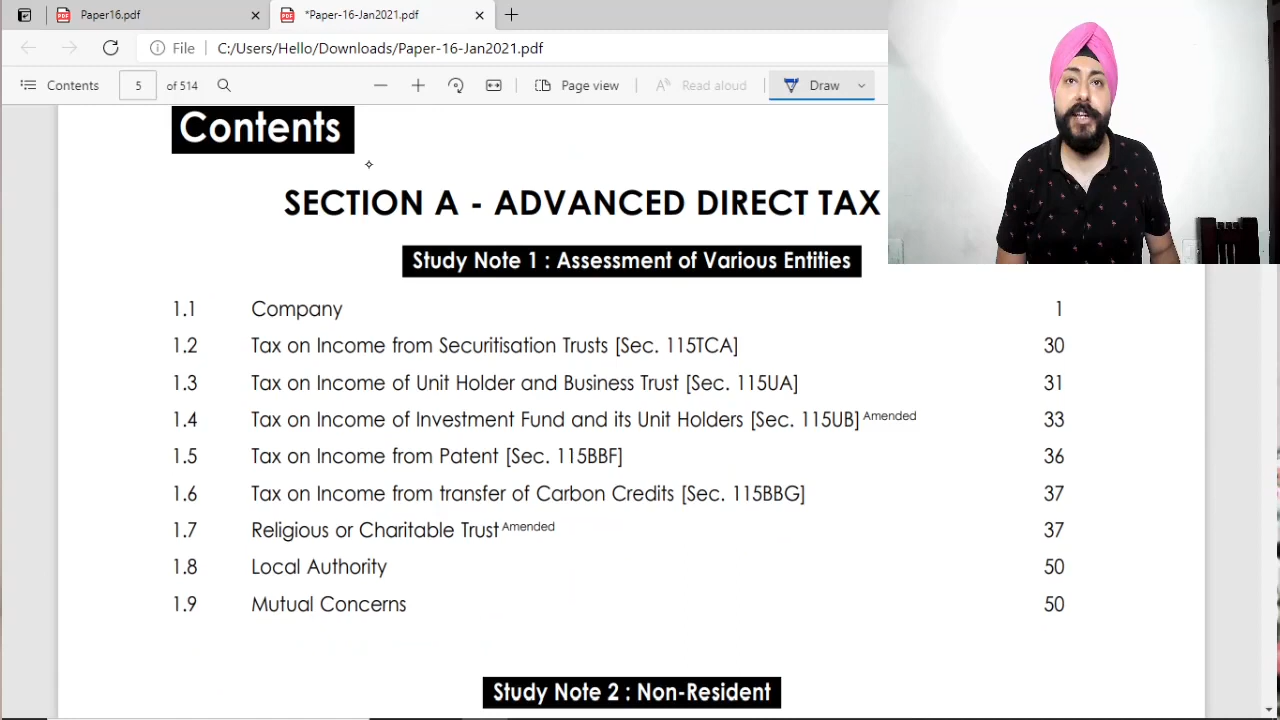 Paper16.pdf
*Paper-16-Jan2021.pdf
File
C:/Users/Hello/Downloads/Paper-16-Jan2021.pdf
Contents
5
of 514
Page view
Read aloud
Draw
Contents
SECTION A - ADVANCED DIRECT TAX
Study Note 1 : Assessment of Various Entities
1.1 Company 1
1.2 Tax on Income from Securitisation Trusts [Sec. 115TCA] 30
1.3 Tax on Income of Unit Holder and Business Trust [Sec. 115UA] 31
1.4 Tax on Income of Investment Fund and its Unit Holders [Sec. 115UB] Amended 33
1.5 Tax on Income from Patent [Sec. 115BBF] 36
1.6 Tax on Income from transfer of Carbon Credits [Sec. 115BBG] 37
1.7 Religious or Charitable Trust Amended 37
1.8 Local Authority 50
1.9 Mutual Concerns 50
Study Note 2 : Non-Resident